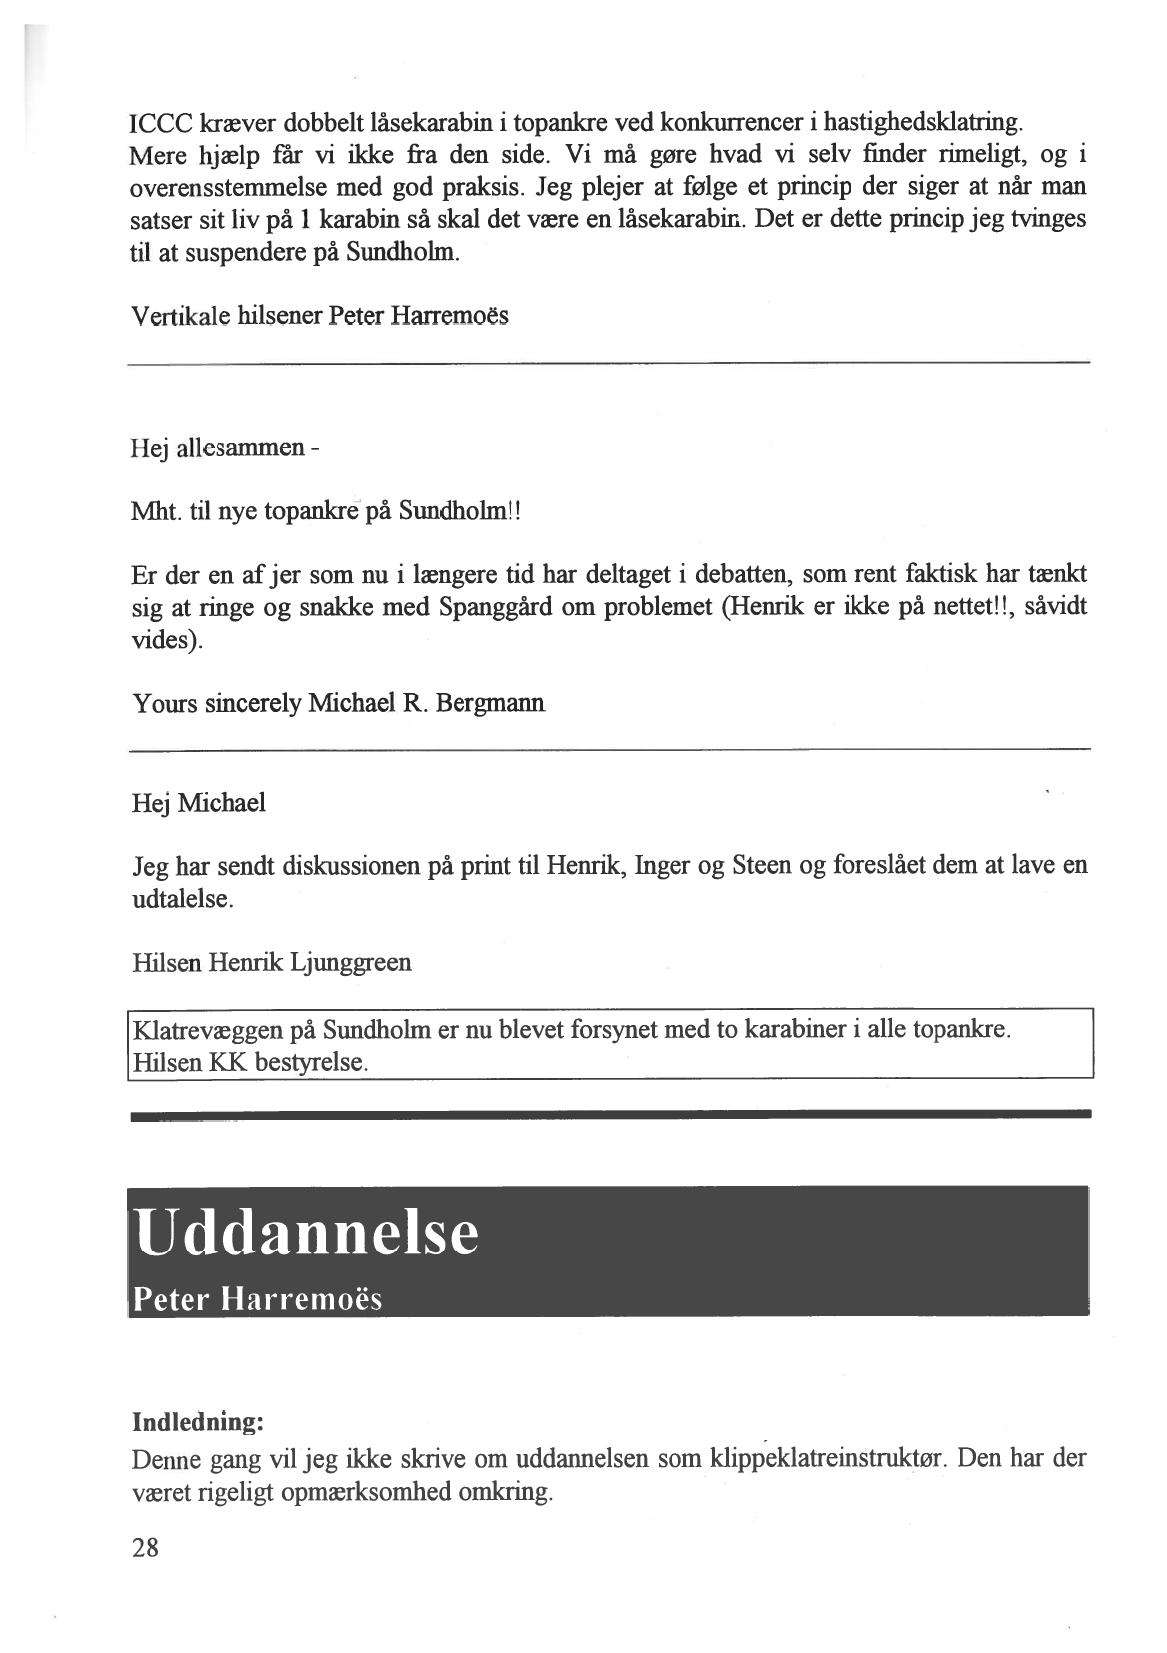 ICCC kræver dobbelt låsekarabin i topankre ved konkurrencer i hastighedsklatring.
Mere hjælp får vi ikke fra den side. Vi må gøre hvad vi selv finder rimeligt, og i
overensstemmelse med god praksis. Jeg plejer at følge et princip der siger at når man
satser sit liv på 1 karabin så skal det være en låsekarabin. Det er dette princip jeg tvinges
til at suspendere på Sundholm.
Vertikale hilsener Peter Harremoës
Hej allesammen -
Mht. til nye topankre på Sundholm!!
Er der en af jer som nu i længere tid har deltaget i debatten, som rent faktisk har tænkt
sig at ringe og snakke med Spanggård om problemet (Henrik er ikke på nettet!!, såvidt
vides).
Yours sincerely Michael R. Bergmann
Hej Michael
Jeg har sendt diskussionen på print til Henrik, Inger og Steen og foreslået dem at lave en
udtalelse.
Hilsen Henrik Ljunggreen
Klatrevæggen på Sundholm er nu blevet forsynet med to karabiner i alle topankre.
Hilsen KK bestyrelse.
Uddannelse
Peter Harremoës
Indledning:
Denne gang vil jeg ikke skrive om uddannelsen som klippeklatreinstruktør. Den har der
været rigeligt opmærksomhed omkring.
28